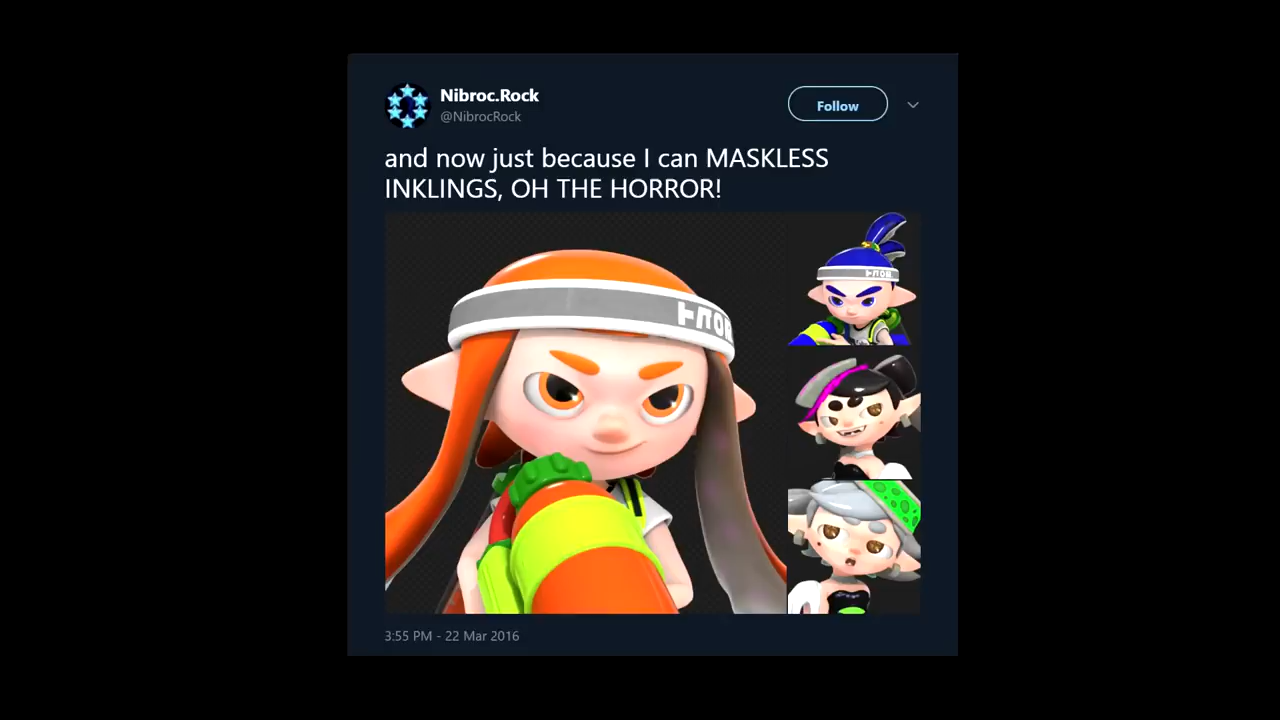 Nibroc.Rock
@NibrocRock
Follow
and now just because I can MASKLESS
INKLINGS, OH THE HORROR!
3:55 PM - 22 Mar 2016